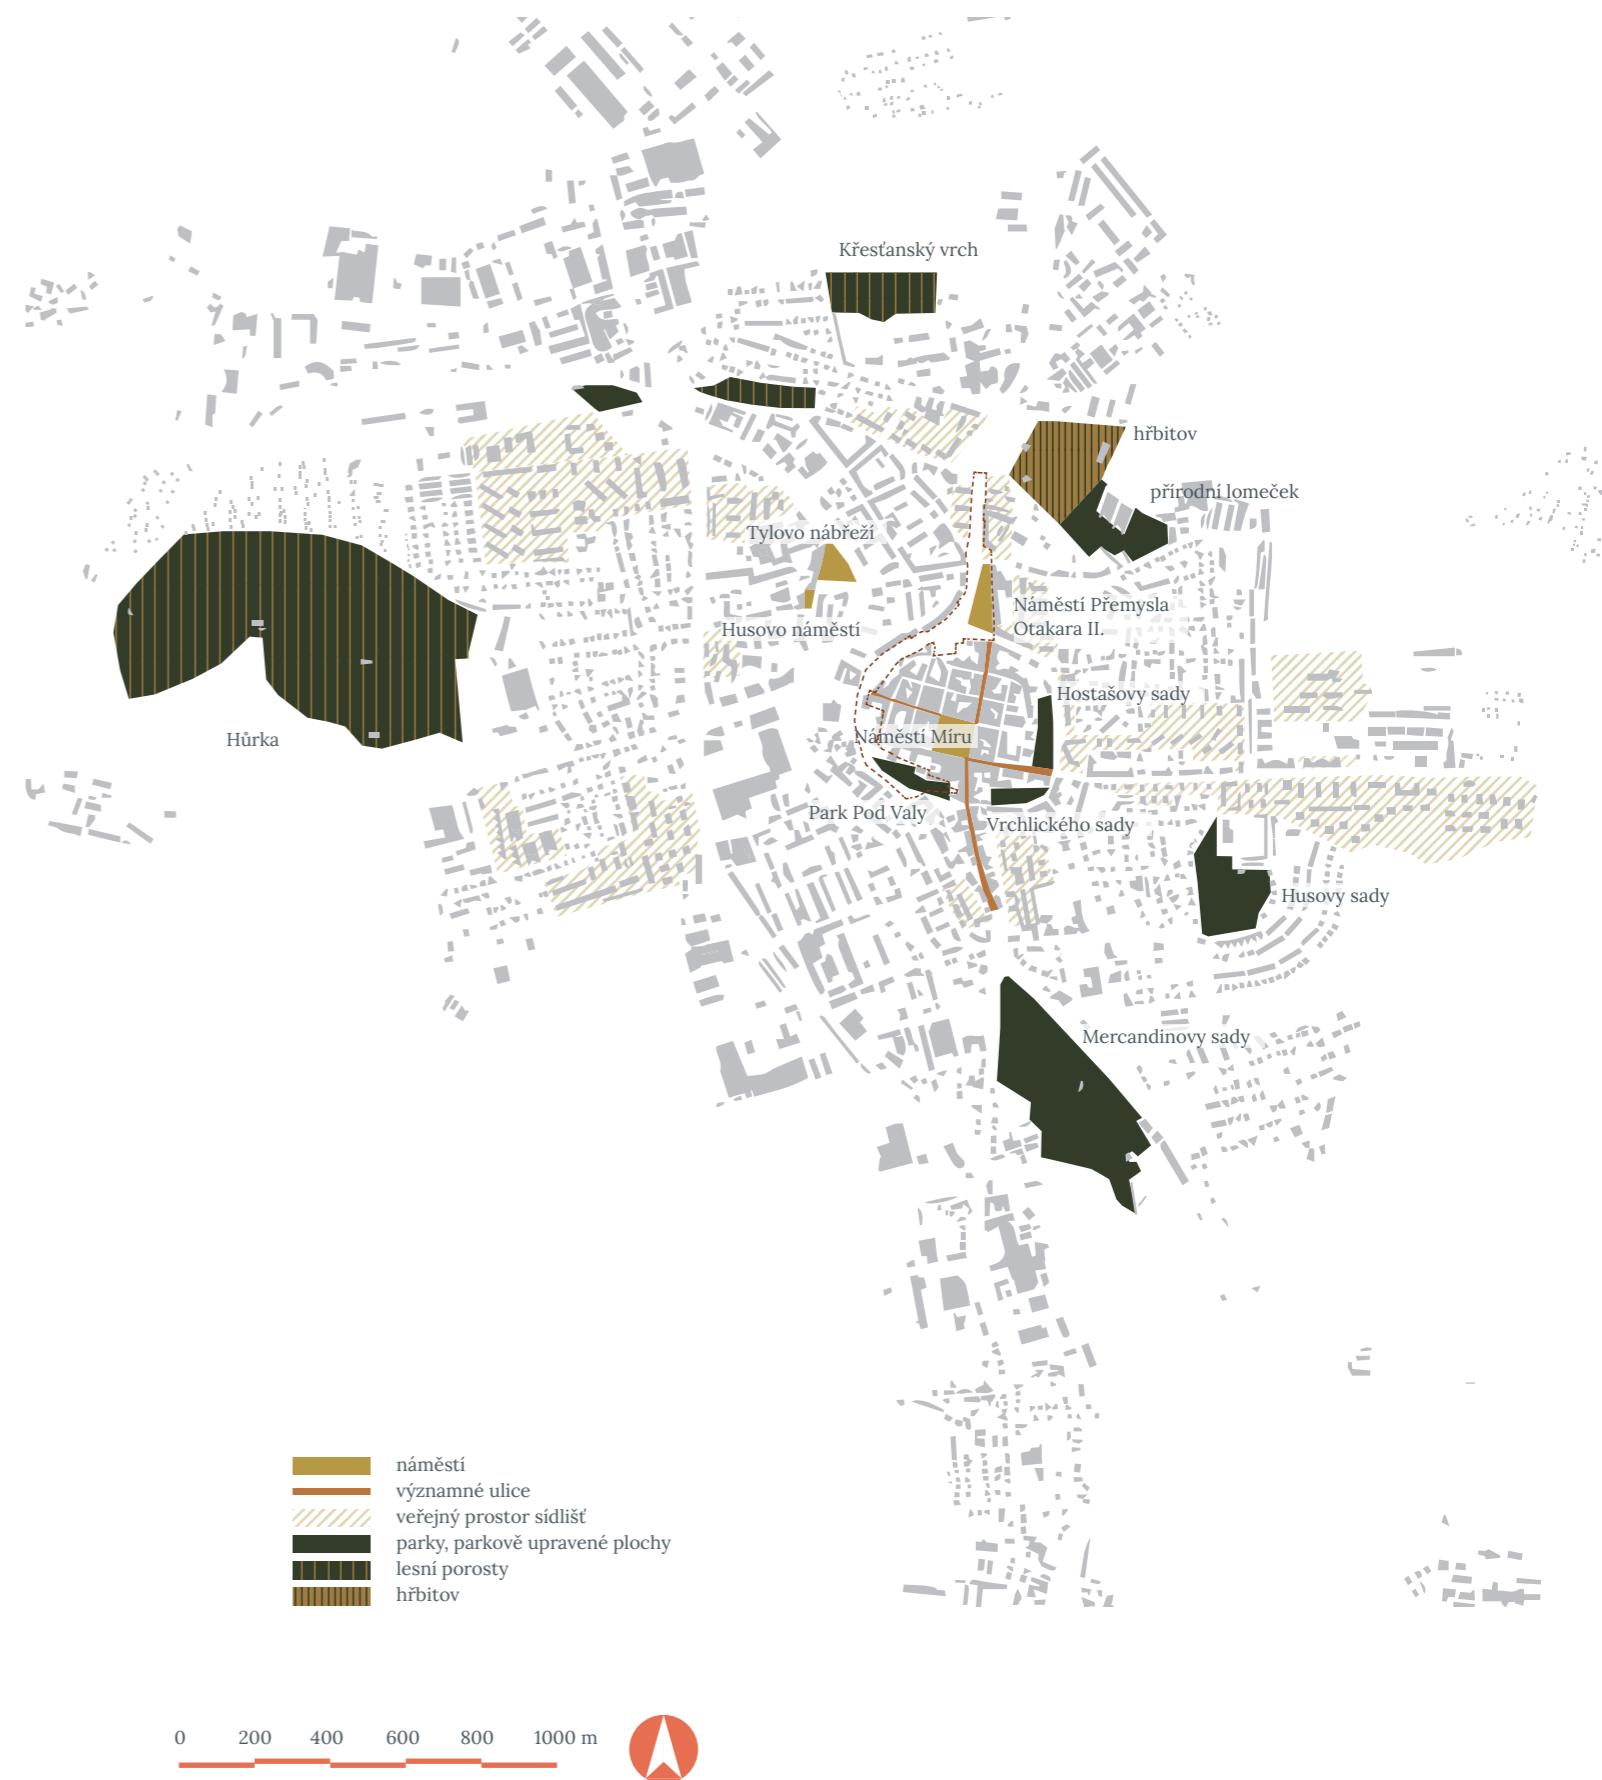 Křesťanský vrch
hřbitov
přírodní lomeček
Tylovo nábřeží
Náměstí Přemysla
Otakara II.
Husovo náměstí
Hostašovy sady
Náměstí Míru
Hůrka
Park Pod Valy
Vrchlického sady
Husovy sady
Mercandinovy sady
náměstí
významné ulice
veřejný prostor sídlišť
parky, parkově upravené plochy
lesní porosty
hřbitov
0 200 400 600 800 1000 m